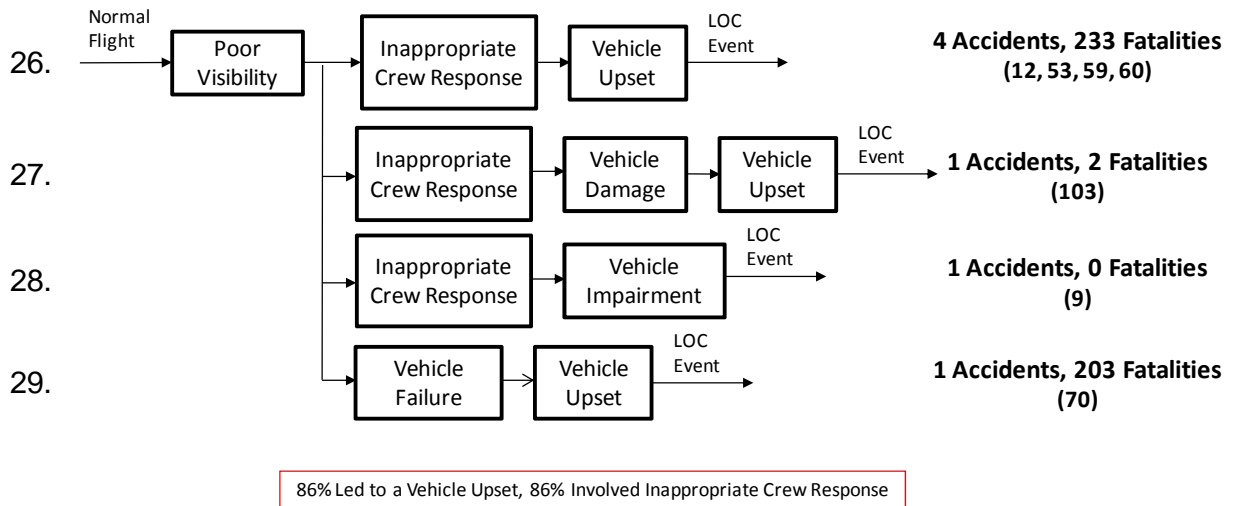 Normal
Flight
26.
Poor
Visibility
Inappropriate
Crew Response
Vehicle
Upset
LOC
Event
4 Accidents, 233 Fatalities
(12, 53, 59, 60)
27.
Inappropriate
Crew Response
Vehicle
Damage
Vehicle
Upset
LOC
Event
1 Accidents, 2 Fatalities
(103)
28.
Inappropriate
Crew Response
Vehicle
Impairment
LOC
Event
1 Accidents, 0 Fatalities
(9)
29.
Vehicle
Failure
Vehicle
Upset
LOC
Event
1 Accidents, 203 Fatalities
(70)
86% Led to a Vehicle Upset, 86% Involved Inappropriate Crew Response